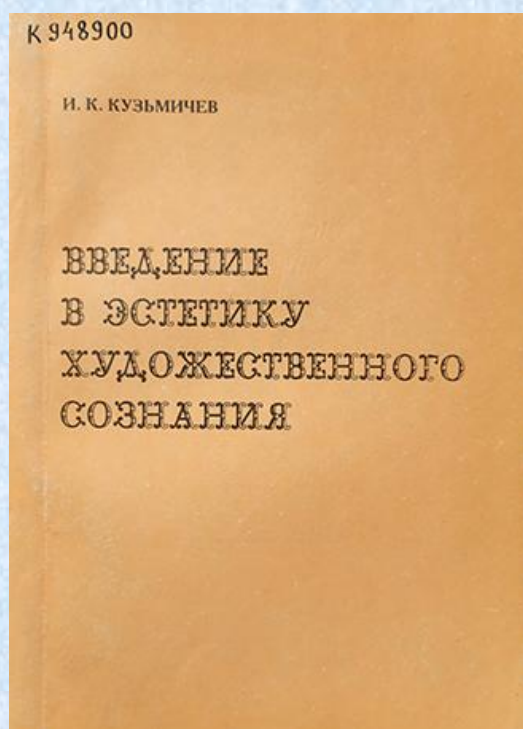 К 948900
И. К. КУЗЬМИЧЕВ
ВВЕДЕНИЕ
В ЭСТЕТИКУ
ХУДОЖЕСТВЕННОГО
СОЗНАНИЯ